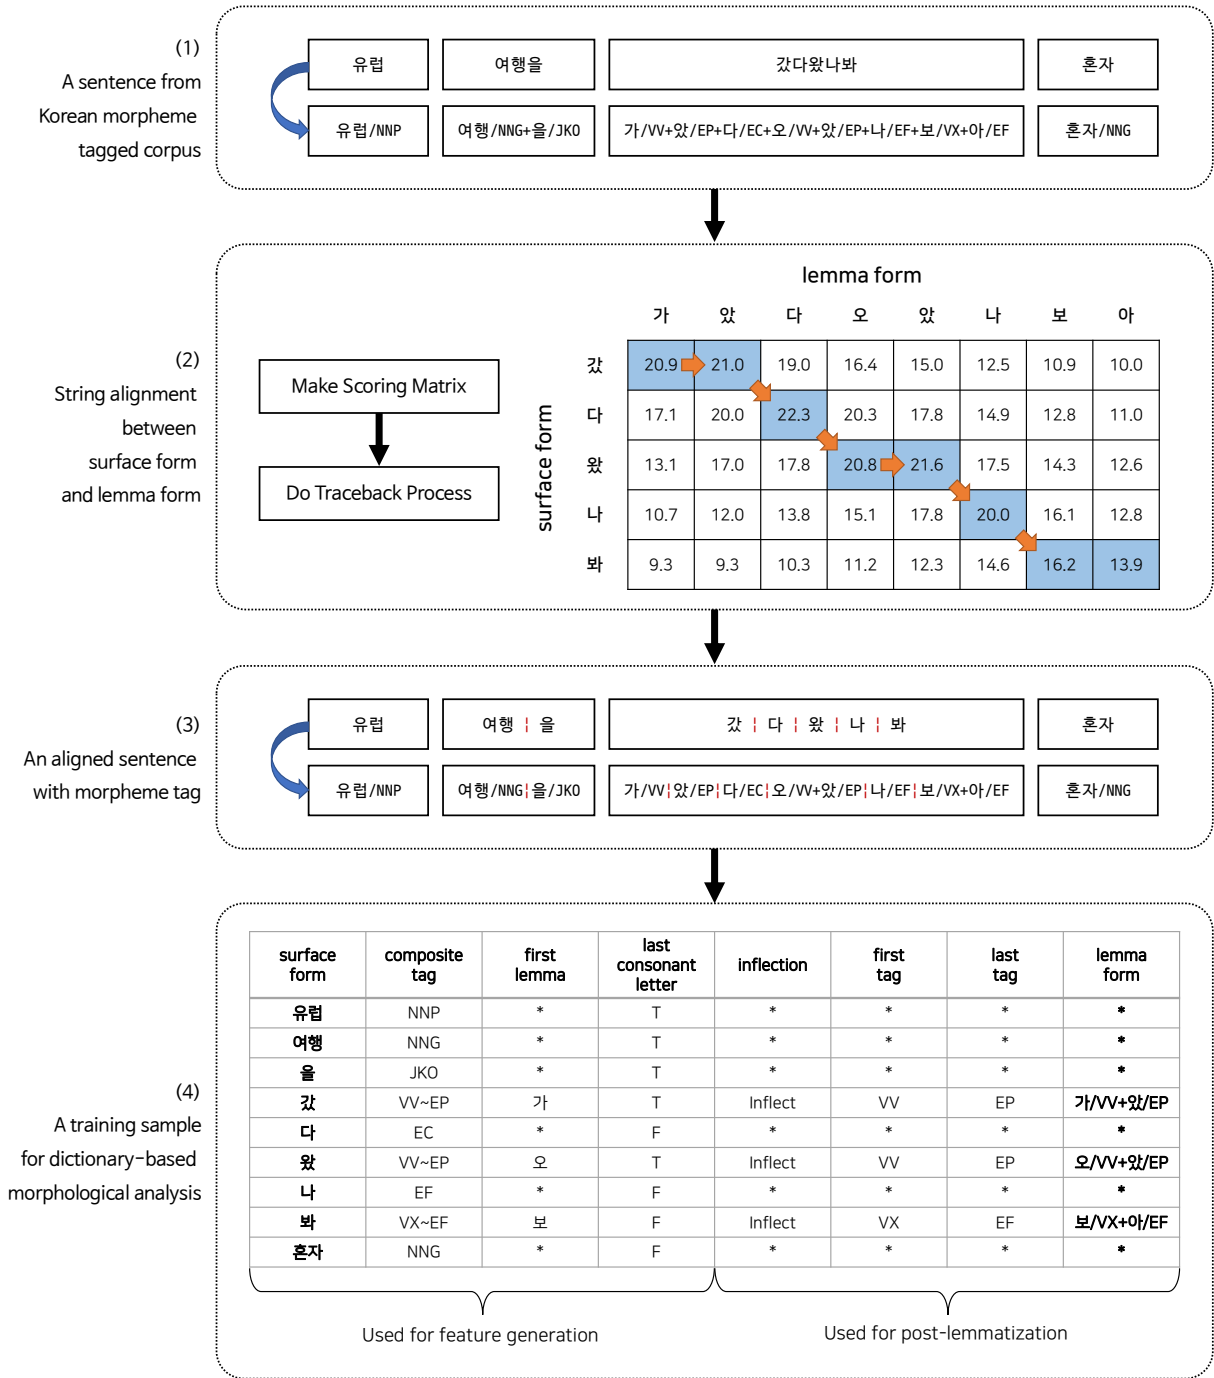 (1)
A sentence from
Korean morpheme
tagged corpus
유럽 여행을 갔다왔나봐 혼자
유럽/NNP 여행/NNG+을/JKO 가/VV+았/EP+다/EC+오/VV+았/EP+나/EF+보/VX+아/EF 혼자/NNG
(2)
String alignment
between
surface form
and lemma form
Make Scoring Matrix
Do Traceback Process
lemma form
surface form
가 았 다 오 았 나 보 아
갔 20.9 21.0 19.0 16.4 15.0 12.5 10.9 10.0
다 17.1 20.0 22.3 20.3 17.8 14.9 12.8 11.0
왔 13.1 17.0 17.8 20.8 21.6 17.5 14.3 12.6
나 10.7 12.0 13.8 15.1 17.8 20.0 16.1 12.8
봐 9.3 9.3 10.3 11.2 12.3 14.6 16.2 13.9
(3)
An aligned sentence
with morpheme tag
유럽 여행 ¦ 을 갔 ¦ 다 ¦ 왔 ¦ 나 ¦ 봐 혼자
유럽/NNP 여행/NNG¦을/JKO 가/VV¦았/EP¦다/EC¦오/VV+았/EP¦나/EF¦보/VX+아/EF 혼자/NNG
(4)
A training sample
for dictionary-based
morphological analysis
surface form composite tag first lemma last consonant letter inflection first tag last tag lemma form
유럽 NNP * T * * * *
여행 NNG * T * * * *
을 JKO * T * * * *
갔 VV~EP 가 T Inflect VV EP 가/VV+았/EP
다 EC * F * * * *
왔 VV~EP 오 T Inflect VV EP 오/VV+았/EP
나 EF * F * * * *
봐 VX~EF 보 F Inflect VX EF 보/VX+아/EF
혼자 NNG * F * * * *
Used for feature generation
Used for post-lemmatization